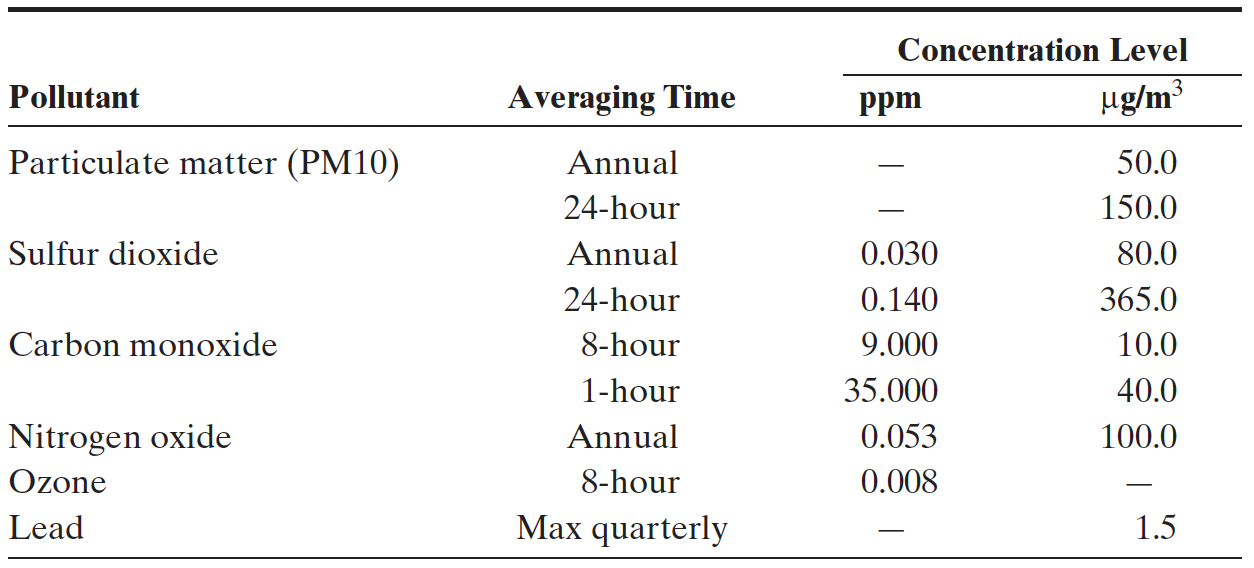 Concentration Level
Pollutant Averaging Time ppm μg/m³
Particulate matter (PM10) Annual — 50.0
24-hour — 150.0
Sulfur dioxide Annual 0.030 80.0
24-hour 0.140 365.0
Carbon monoxide 8-hour 9.000 10.0
1-hour 35.000 40.0
Nitrogen oxide Annual 0.053 100.0
Ozone 8-hour 0.008 —
Lead Max quarterly — 1.5